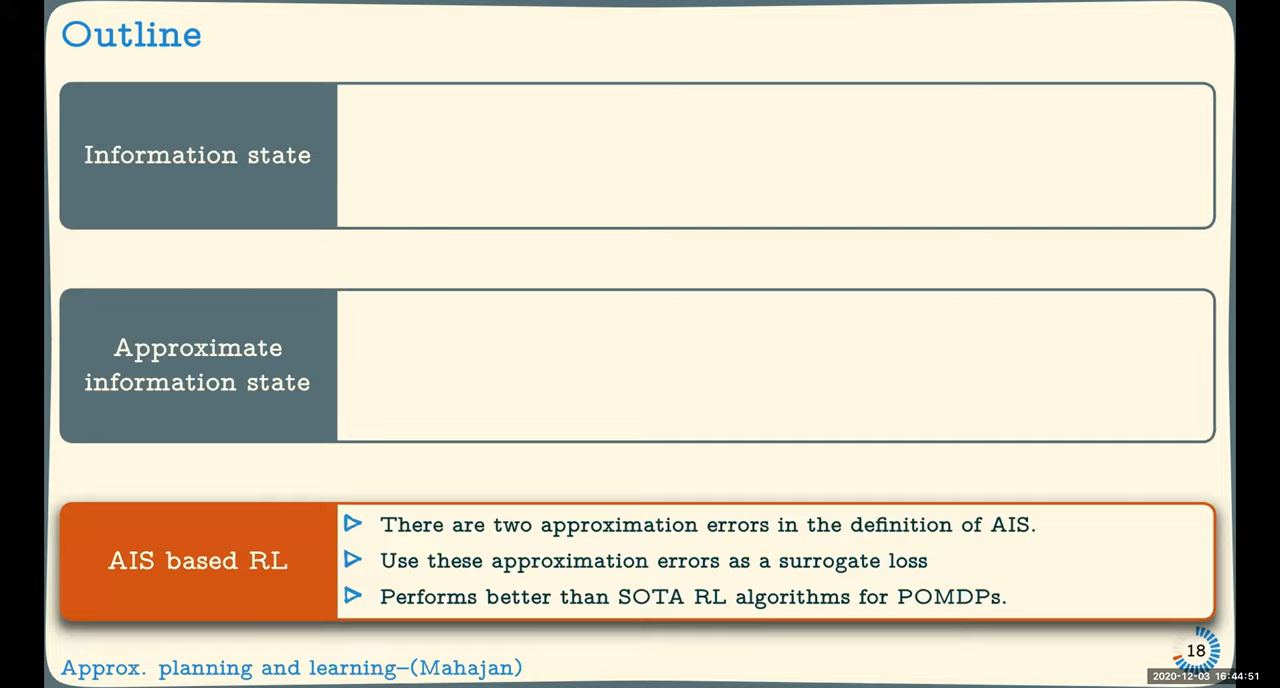 Outline
Information state
Approximate
information state
AIS based RL
There are two approximation errors in the definition of AIS.
Use these approximation errors as a surrogate loss
Performs better than SOTA RL algorithms for POMDPs.
Approx. planning and learning–(Mahajan)
18
2020-12-03 16:44:51